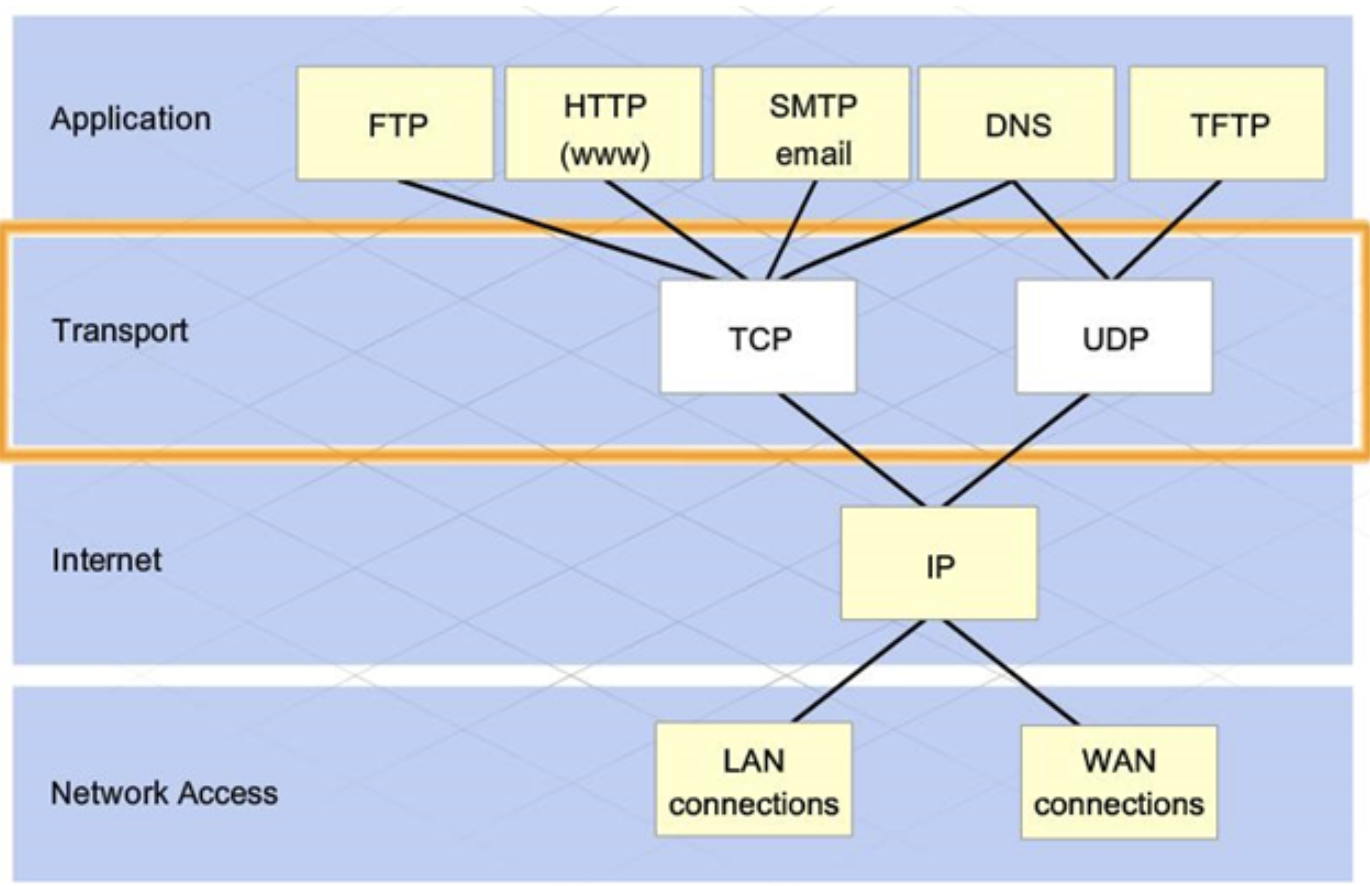 Application
FTP
HTTP
(www)
SMTP
email
DNS
TFTP
Transport
TCP
UDP
Internet
IP
Network Access
LAN
connections
WAN
connections